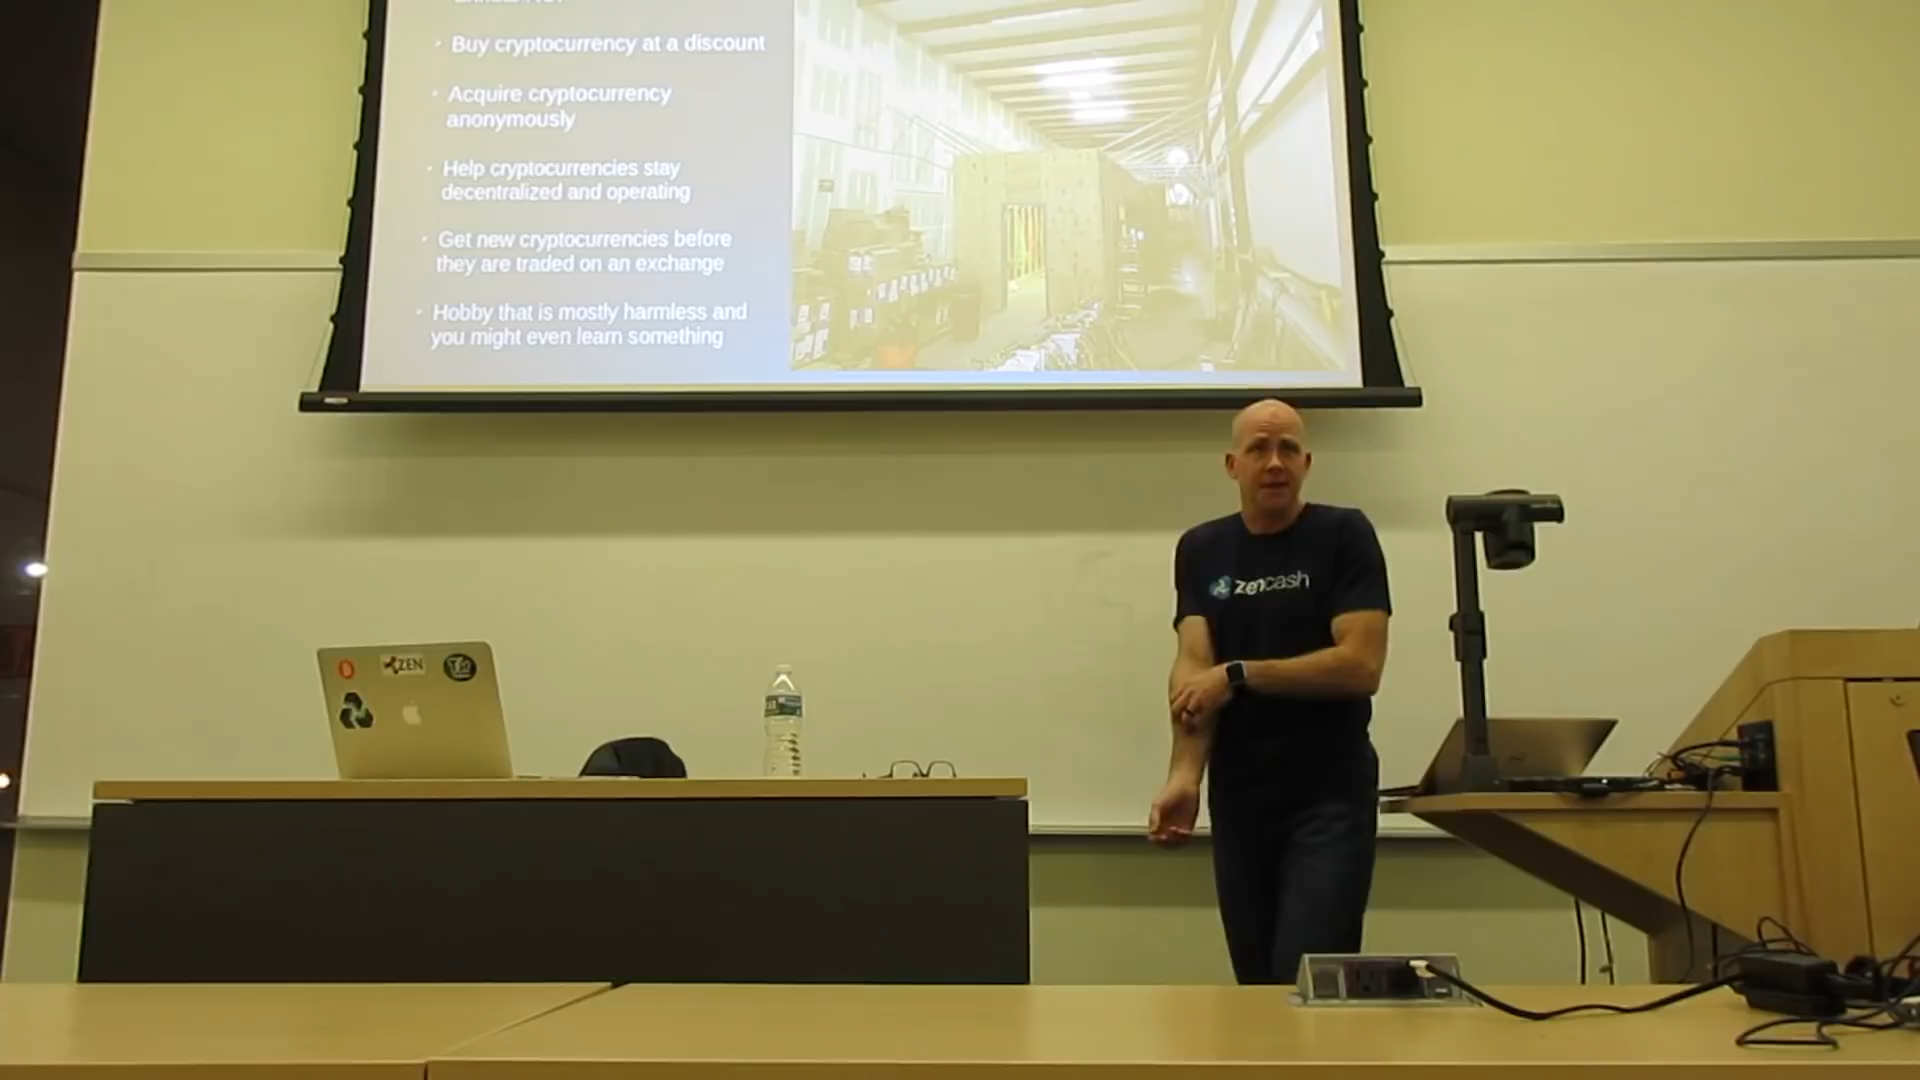 Buy cryptocurrency at a discount
Acquire cryptocurrency
anonymously
Help cryptocurrencies stay
decentralized and operating
Get new cryptocurrencies before
they are traded on an exchange
Hobby that is mostly harmless and
you might even learn something
zencash
ZEN